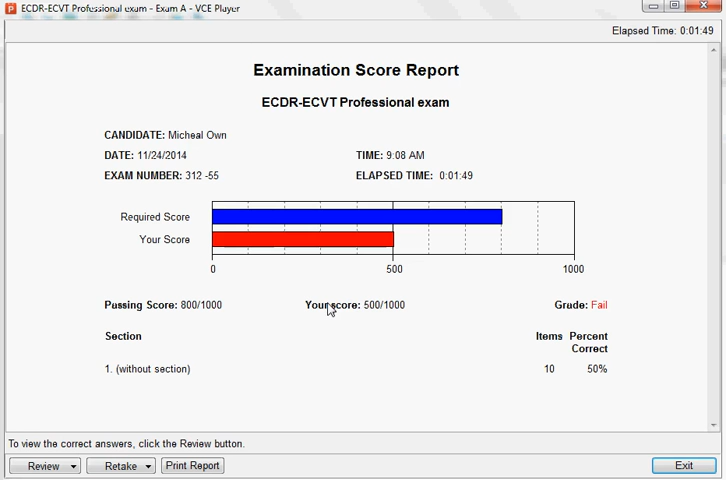 ECDR-ECVT Professional exam - Exam A - VCE Player
Elapsed Time: 0:01:49
Examination Score Report
ECDR-ECVT Professional exam
CANDIDATE: Micheal Own
DATE: 11/24/2014 TIME: 9:08 AM
EXAM NUMBER: 312 -55 ELAPSED TIME: 0:01:49
Required Score
Your Score
0 500 1000
Passing Score: 800/1000 Your score: 500/1000 Grade: Fail
Section Items Percent
Correct
1. (without section) 10 50%
To view the correct answers, click the Review button.
Review Retake Print Report Exit